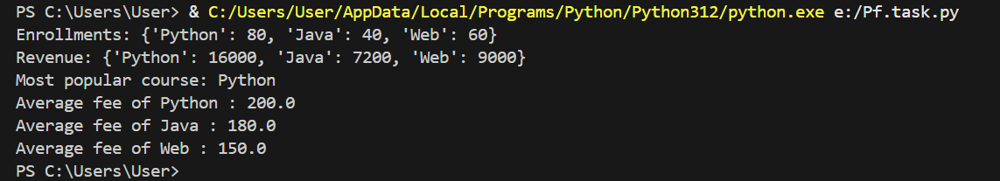 PS C:\Users\User> & C:/Users/User/AppData/Local/Programs/Python/Python312/python.exe e:/Pf.task.py
Enrollments: {'Python': 80, 'Java': 40, 'Web': 60}
Revenue: {'Python': 16000, 'Java': 7200, 'Web': 9000}
Most popular course: Python
Average fee of Python : 200.0
Average fee of Java : 180.0
Average fee of Web : 150.0
PS C:\Users\User>